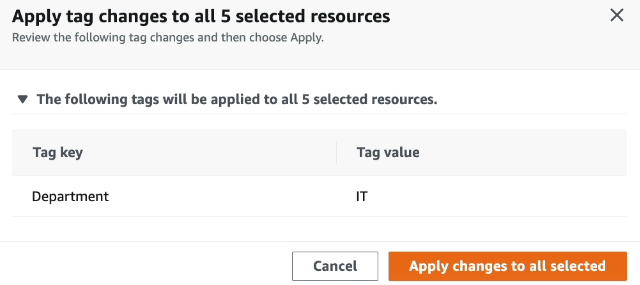 Apply tag changes to all 5 selected resources
Review the following tag changes and then choose Apply.
The following tags will be applied to all 5 selected resources.
Tag key Tag value
Department IT
Cancel Apply changes to all selected